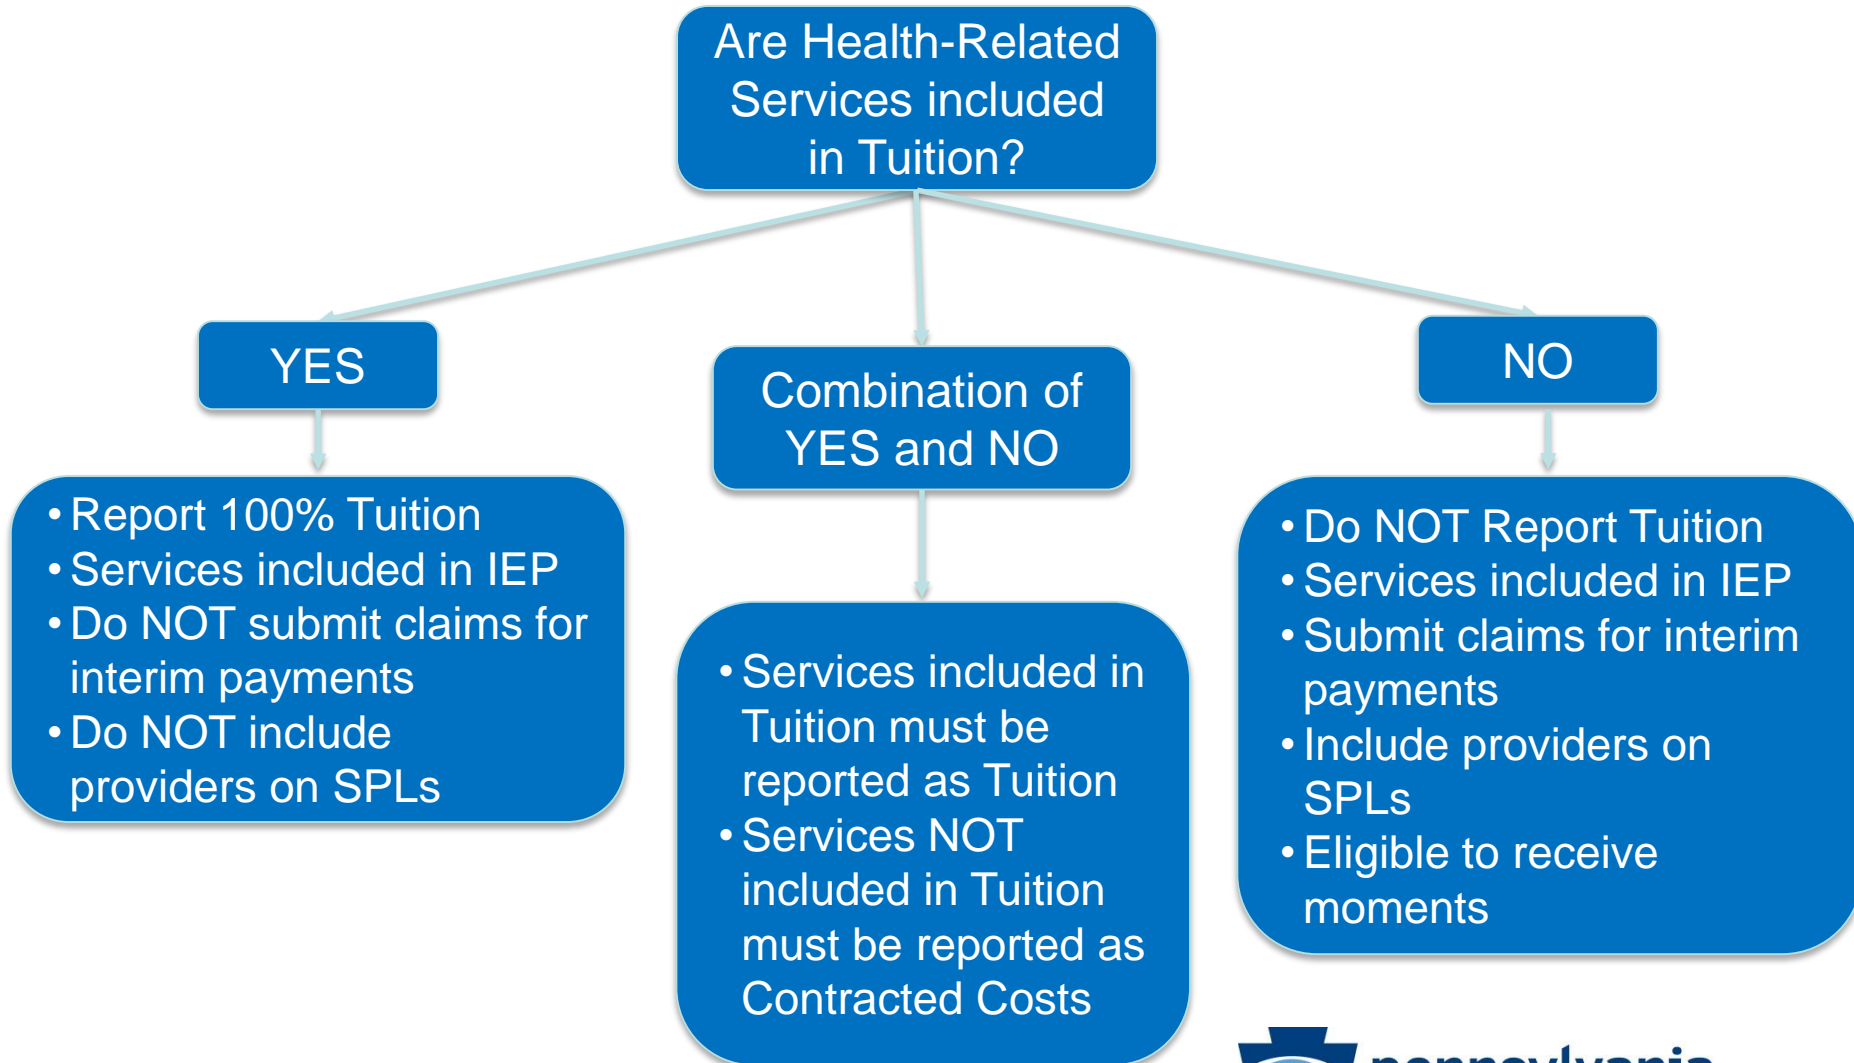 Are Health-Related
Services included
in Tuition?
YES
Combination of
YES and NO
NO
• Report 100% Tuition
• Services included in IEP
• Do NOT submit claims for
interim payments
• Do NOT include
providers on SPLs
• Services included in
Tuition must be
reported as Tuition
• Services NOT
included in Tuition
must be reported as
Contracted Costs
• Do NOT Report Tuition
• Services included in IEP
• Submit claims for interim
payments
• Include providers on
SPLs
• Eligible to receive
moments
pennsylvania